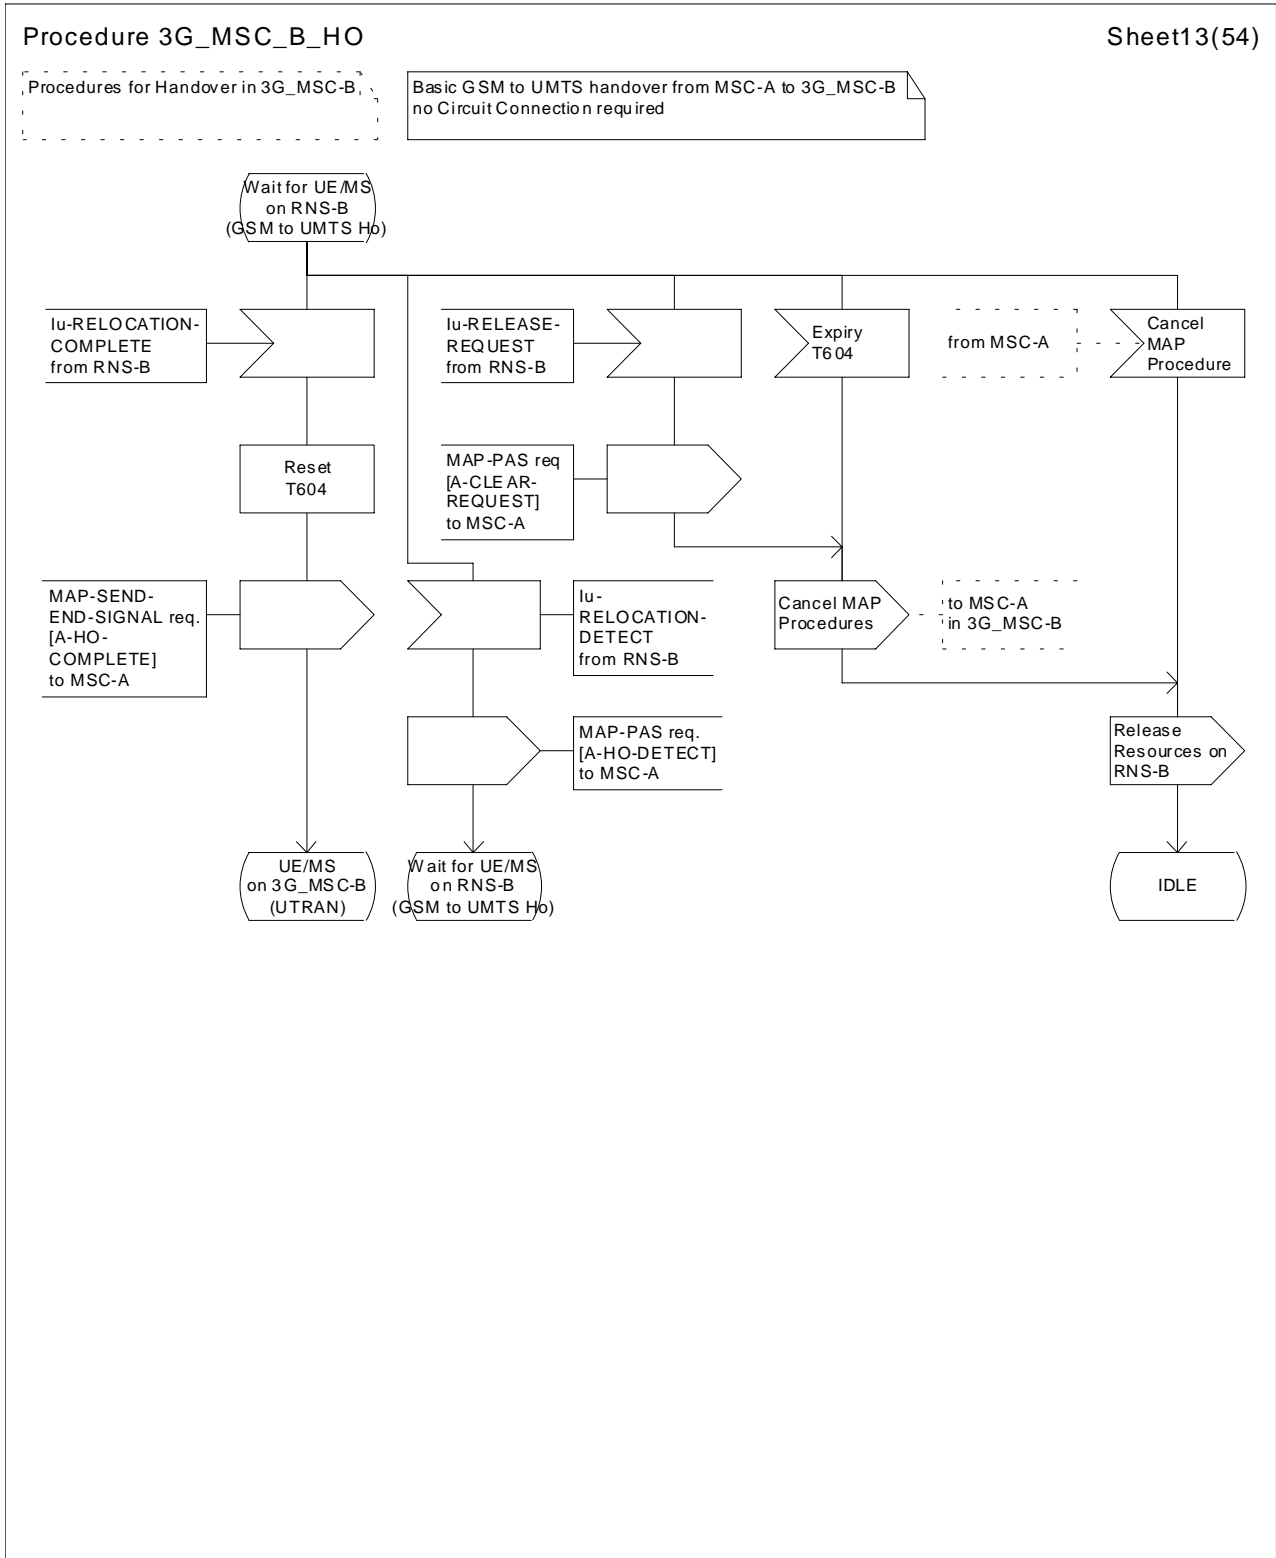 Procedure 3G_MSC_B_HO
Sheet13(54)
Procedures for Handover in 3G_MSC-B
Basic GSM to UMTS handover from MSC-A to 3G_MSC-B
no Circuit Connection required
Wait for UE/MS
on RNS-B
(GSM to UMTS Ho)
Iu-RELOCATION-
COMPLETE
from RNS-B
Iu-RELEASE-
REQUEST
from RNS-B
Expiry
T604
from MSC-A
Cancel
MAP
Procedure
Reset
T604
MAP-PAS req
[A-CLEAR-
REQUEST]
to MSC-A
MAP-SEND-
END-SIGNAL req.
[A-HO-
COMPLETE]
to MSC-A
Iu-
RELOCATION-
DETECT
from RNS-B
Cancel MAP
Procedures
to MSC-A
in 3G_MSC-B
MAP-PAS req.
[A-HO-DETECT]
to MSC-A
Release
Resources on
RNS-B
UE/MS
on 3G_MSC-B
(UTRAN)
Wait for UE/MS
on RNS-B
(GSM to UMTS Ho)
IDLE